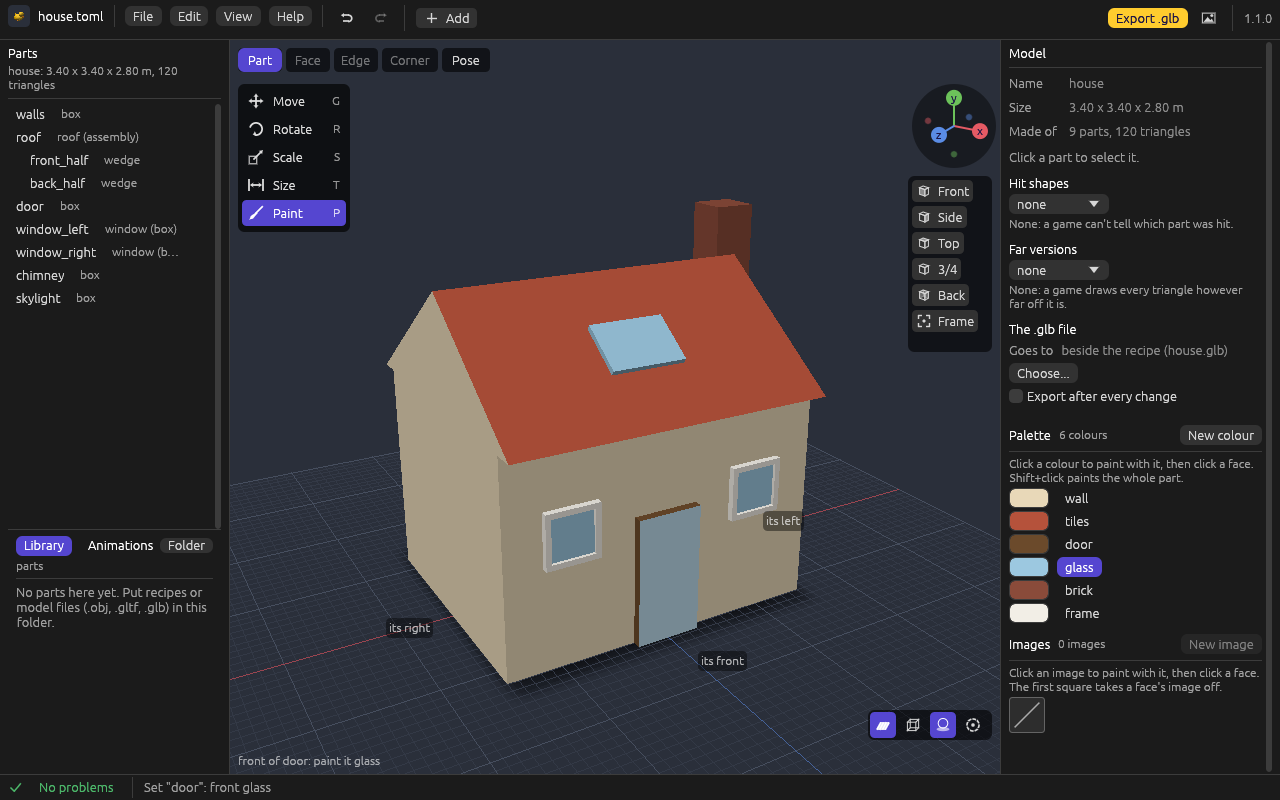 house.toml File Edit View Help Add Export .glb 1.1.0
Parts
house: 3.40 x 3.40 x 2.80 m, 120
triangles
walls box
roof roof (assembly)
front_half wedge
back_half wedge
door box
window_left window (box)
window_right window (b...
chimney box
skylight box
Library Animations Folder
parts
No parts here yet. Put recipes or
model files (.obj, .gltf, .glb) in this
folder.
Part Face Edge Corner Pose
Move G
Rotate R
Scale S
Size T
Paint P
y
x
z
Front
Side
Top
3/4
Back
Frame
its left
its right
its front
front of door: paint it glass
Model
Name house
Size 3.40 x 3.40 x 2.80 m
Made of 9 parts, 120 triangles
Click a part to select it.
Hit shapes
none
None: a game can't tell which part was hit.
Far versions
none
None: a game draws every triangle however
far off it is.
The .glb file
Goes to beside the recipe (house.glb)
Choose...
Export after every change
Palette 6 colours New colour
Click a colour to paint with it, then click a face.
Shift+click paints the whole part.
wall
tiles
door
glass
brick
frame
Images 0 images New image
Click an image to paint with it, then click a face.
The first square takes a face's image off.
No problems Set "door": front glass